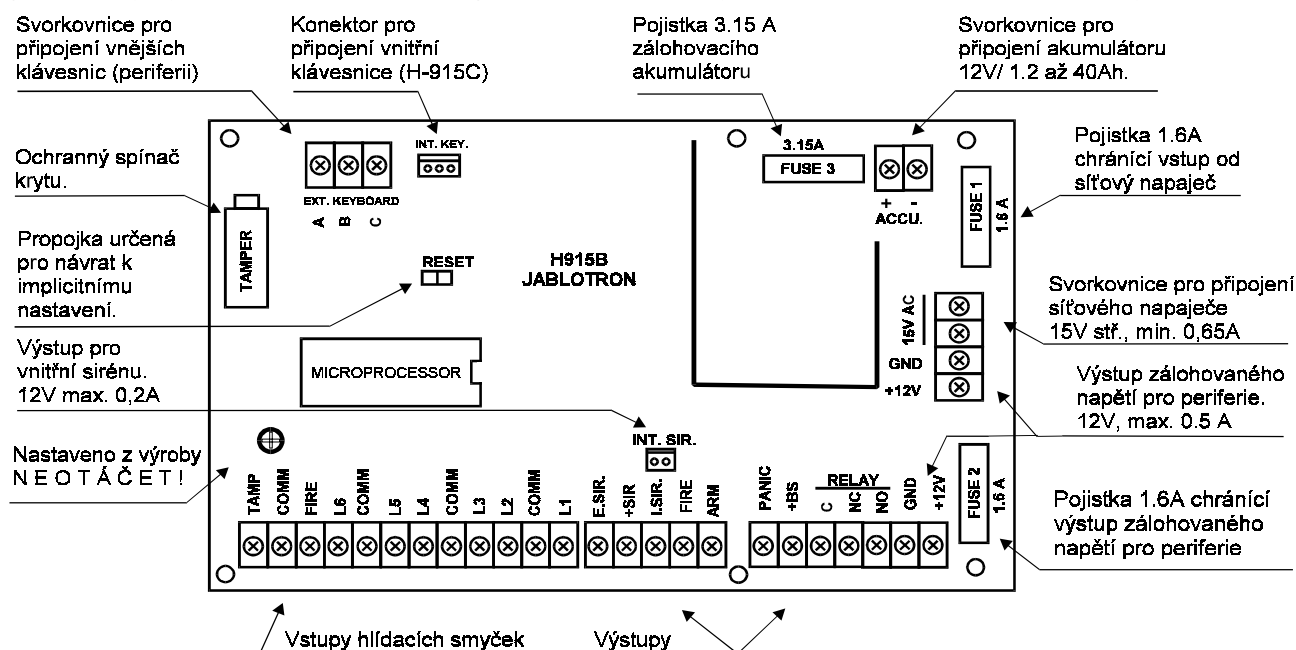 Svorkovnice pro
připojení vnějších
klávesnic (periferii)
Konektor pro
připojení vnitřní
klávesnice (H-915C)
Pojistka 3.15 A
zálohovacího
akumulátoru
Svorkovnice pro
připojení akumulátoru
12V/ 1.2 až 40Ah.
Ochranný spínač
krytu.
Propojka určená
pro návrat k
implicitnímu
nastavení.
Výstup pro
vnitřní sirénu.
12V max. 0,2A
Nastaveno z výroby
N E O T Á Č E T !
INT. KEY.
EXT. KEYBOARD
A
B
C
TAMPER
RESET
H915B
JABLOTRON
MICROPROCESSOR
3.15A
FUSE 3
+ -
ACCU.
FUSE 1
1.6 A
15V AC
GND
+12V
INT. SIR.
TAMP
COMM
FIRE
L6
COMM
L5
L4
COMM
L3
L2
COMM
L1
E.SIR.
+SIR
I.SIR.
FIRE
ARM
PANIC
+BS
RELAY
C
NC
NO
GND
+12V
FUSE 2
1.6 A
Pojistka 1.6A
chránící vstup od
síťový napaječ
Svorkovnice pro připojení
síťového napaječe
15V stř., min. 0,65A
Výstup zálohovaného
napětí pro periferie.
12V, max. 0.5 A
Pojistka 1.6A chránící
výstup zálohovaného
napětí pro periferie
Vstupy hlídacích smyček
Výstupy